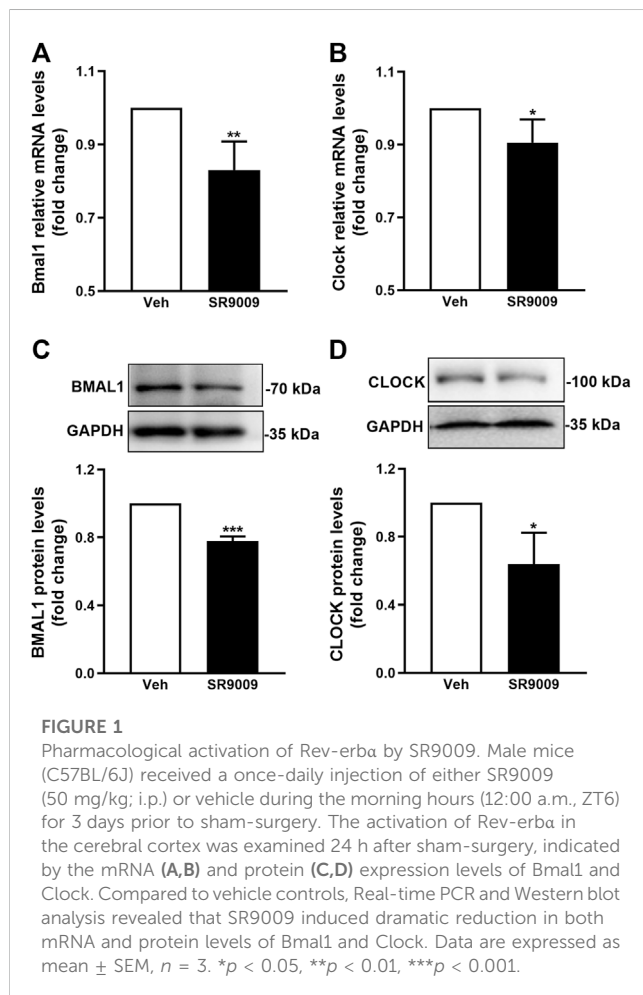 A
B
1.1
0.9
0.7
0.5
Bmal1 relative mRNA levels
(fold change)
**
Veh
SR9009
1.1
0.9
0.7
0.5
Clock relative mRNA levels
(fold change)
*
Veh
SR9009
C
BMAL1
-70 kDa
GAPDH
-35 kDa
1.2
0.8
0.4
0.0
BMAL1 protein levels
(fold change)
***
Veh
SR9009
D
CLOCK
-100 kDa
GAPDH
-35 kDa
1.2
0.8
0.4
0.0
CLOCK protein levels
(fold change)
*
Veh
SR9009
FIGURE 1
Pharmacological activation of Rev-erbα by SR9009. Male mice
(C57BL/6J) received a once-daily injection of either SR9009
(50 mg/kg; i.p.) or vehicle during the morning hours (12:00 a.m., ZT6)
for 3 days prior to sham-surgery. The activation of Rev-erbα in
the cerebral cortex was examined 24 h after sham-surgery, indicated
by the mRNA (A,B) and protein (C,D) expression levels of Bmal1 and
Clock. Compared to vehicle controls, Real-time PCR and Western blot
analysis revealed that SR9009 induced dramatic reduction in both
mRNA and protein levels of Bmal1 and Clock. Data are expressed as
mean ± SEM, n = 3. *p < 0.05, **p < 0.01, ***p < 0.001.